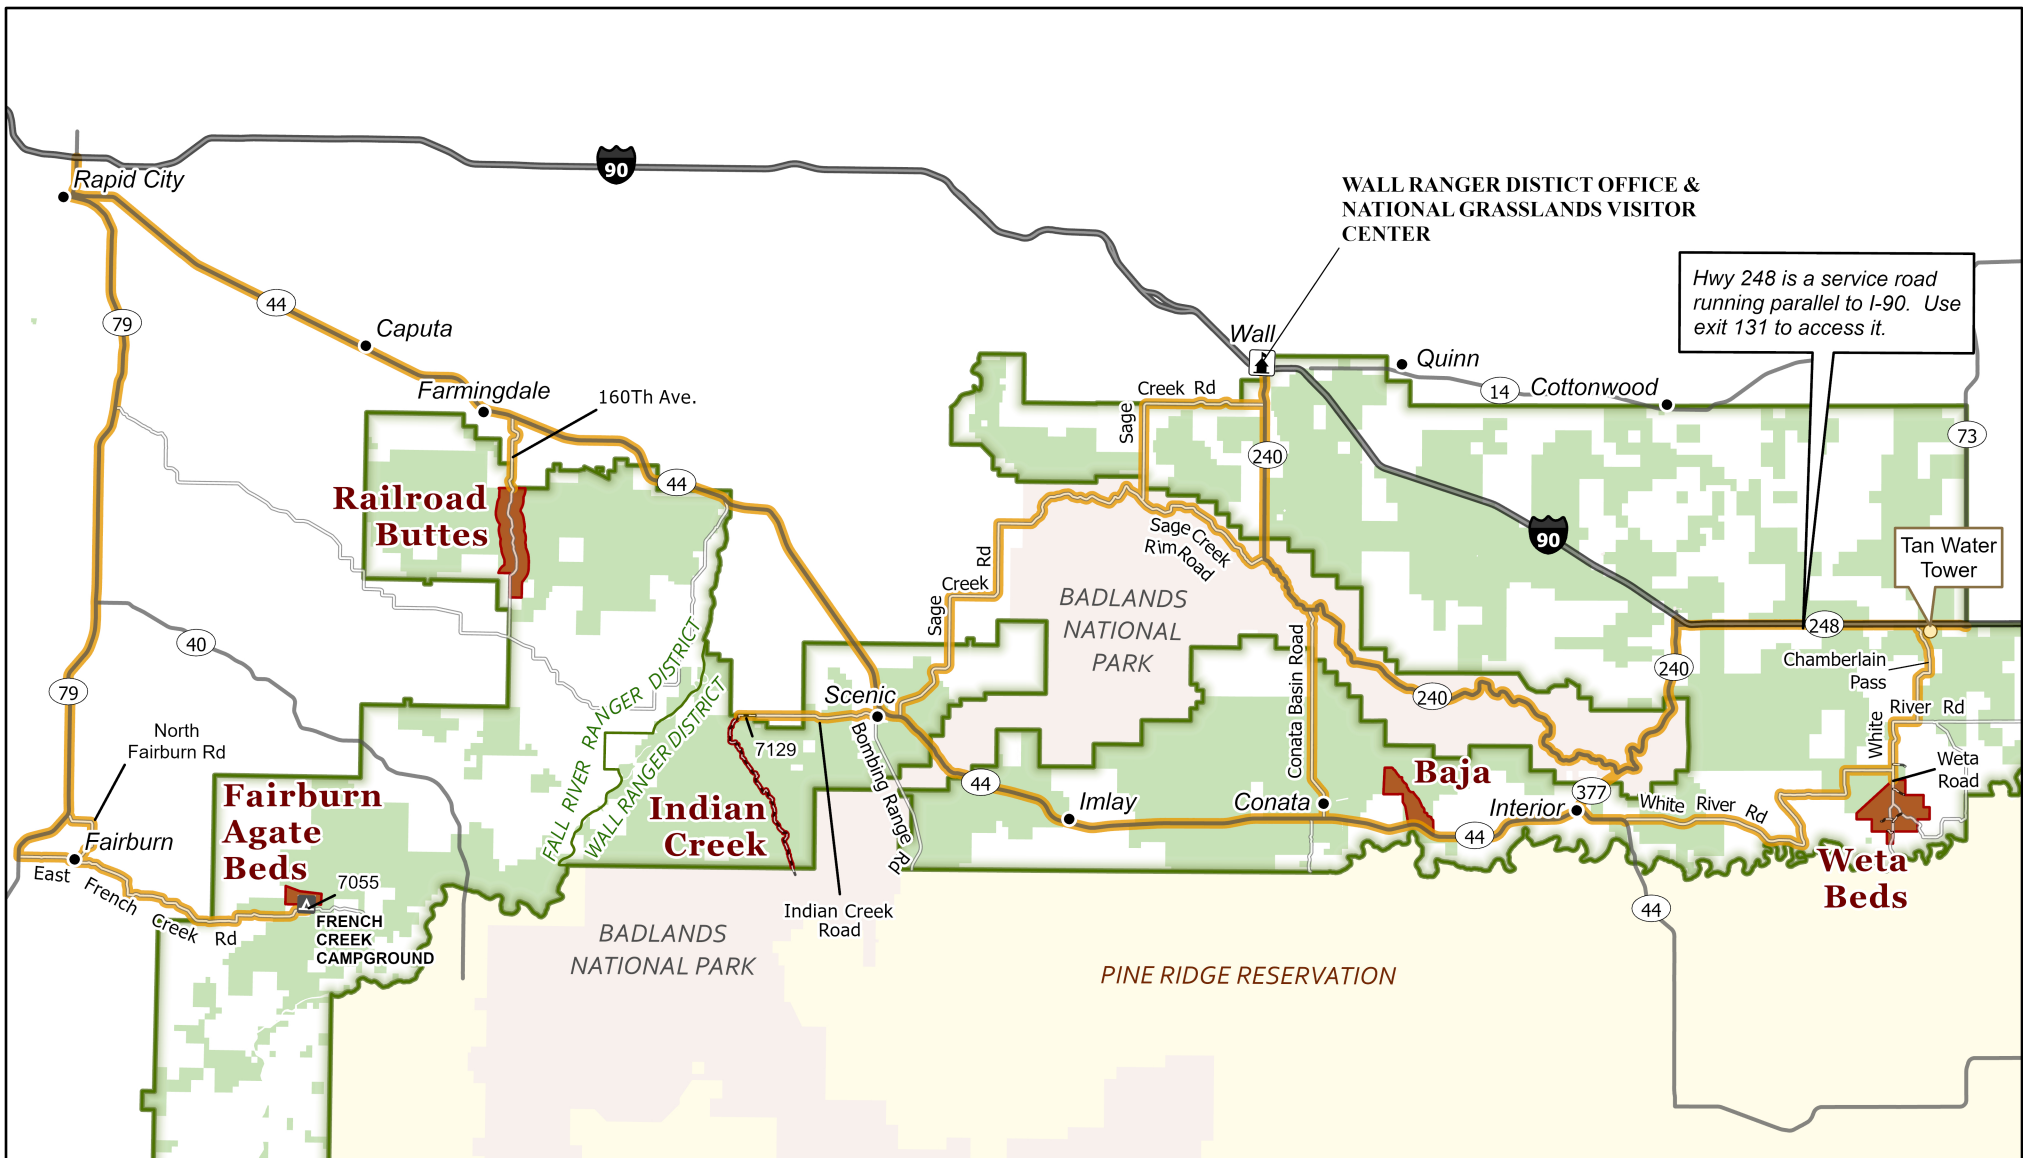 90
Rapid City
WALL RANGER DISTICT OFFICE &
NATIONAL GRASSLANDS VISITOR
CENTER
Hwy 248 is a service road
running parallel to I-90. Use
exit 131 to access it.
44
79
Caputa
Wall
Quinn
14
Cottonwood
Farmingdale
160Th Ave.
Creek Rd
Sage
240
73
44
Railroad
Buttes
Sage Creek
Rim Road
90
Tan Water
Tower
Sage Creek Rd
BADLANDS
NATIONAL
PARK
248
40
FALL RIVER RANGER DISTRICT
WALL RANGER DISTRICT
Conata Basin Road
240
240
Chamberlain
Pass
79
Scenic
White River Rd
North
Fairburn Rd
7129
Bombing Range Rd
Weta
Road
44
Baja
377
Fairburn
Agate
Beds
Indian
Creek
Imlay
Conata
Interior
White River Rd
44
Fairburn
East French Creek Rd
7055
Weta
Beds
FRENCH
CREEK
CAMPGROUND
Indian Creek
Road
44
BADLANDS
NATIONAL PARK
PINE RIDGE RESERVATION